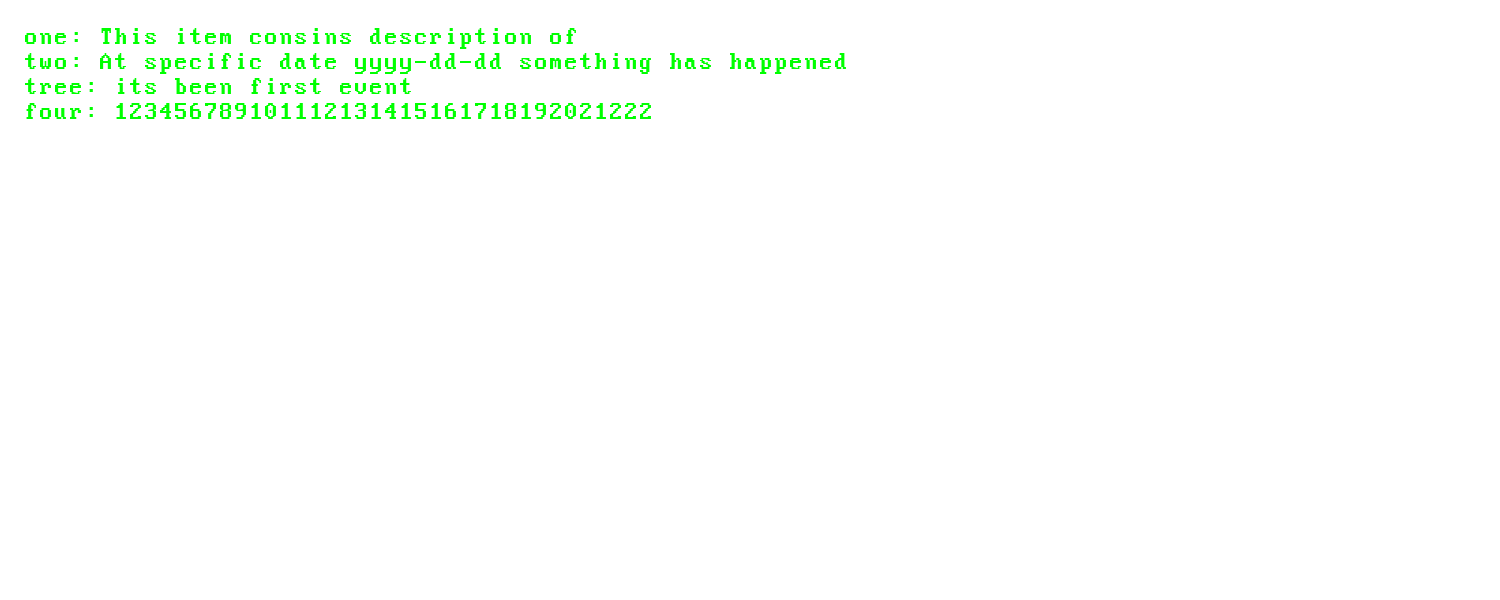 one: This item consins description of
two: At specific date yyyy-dd-dd something has happened
tree: its been first event
four: 123456789101112131415161718192021222